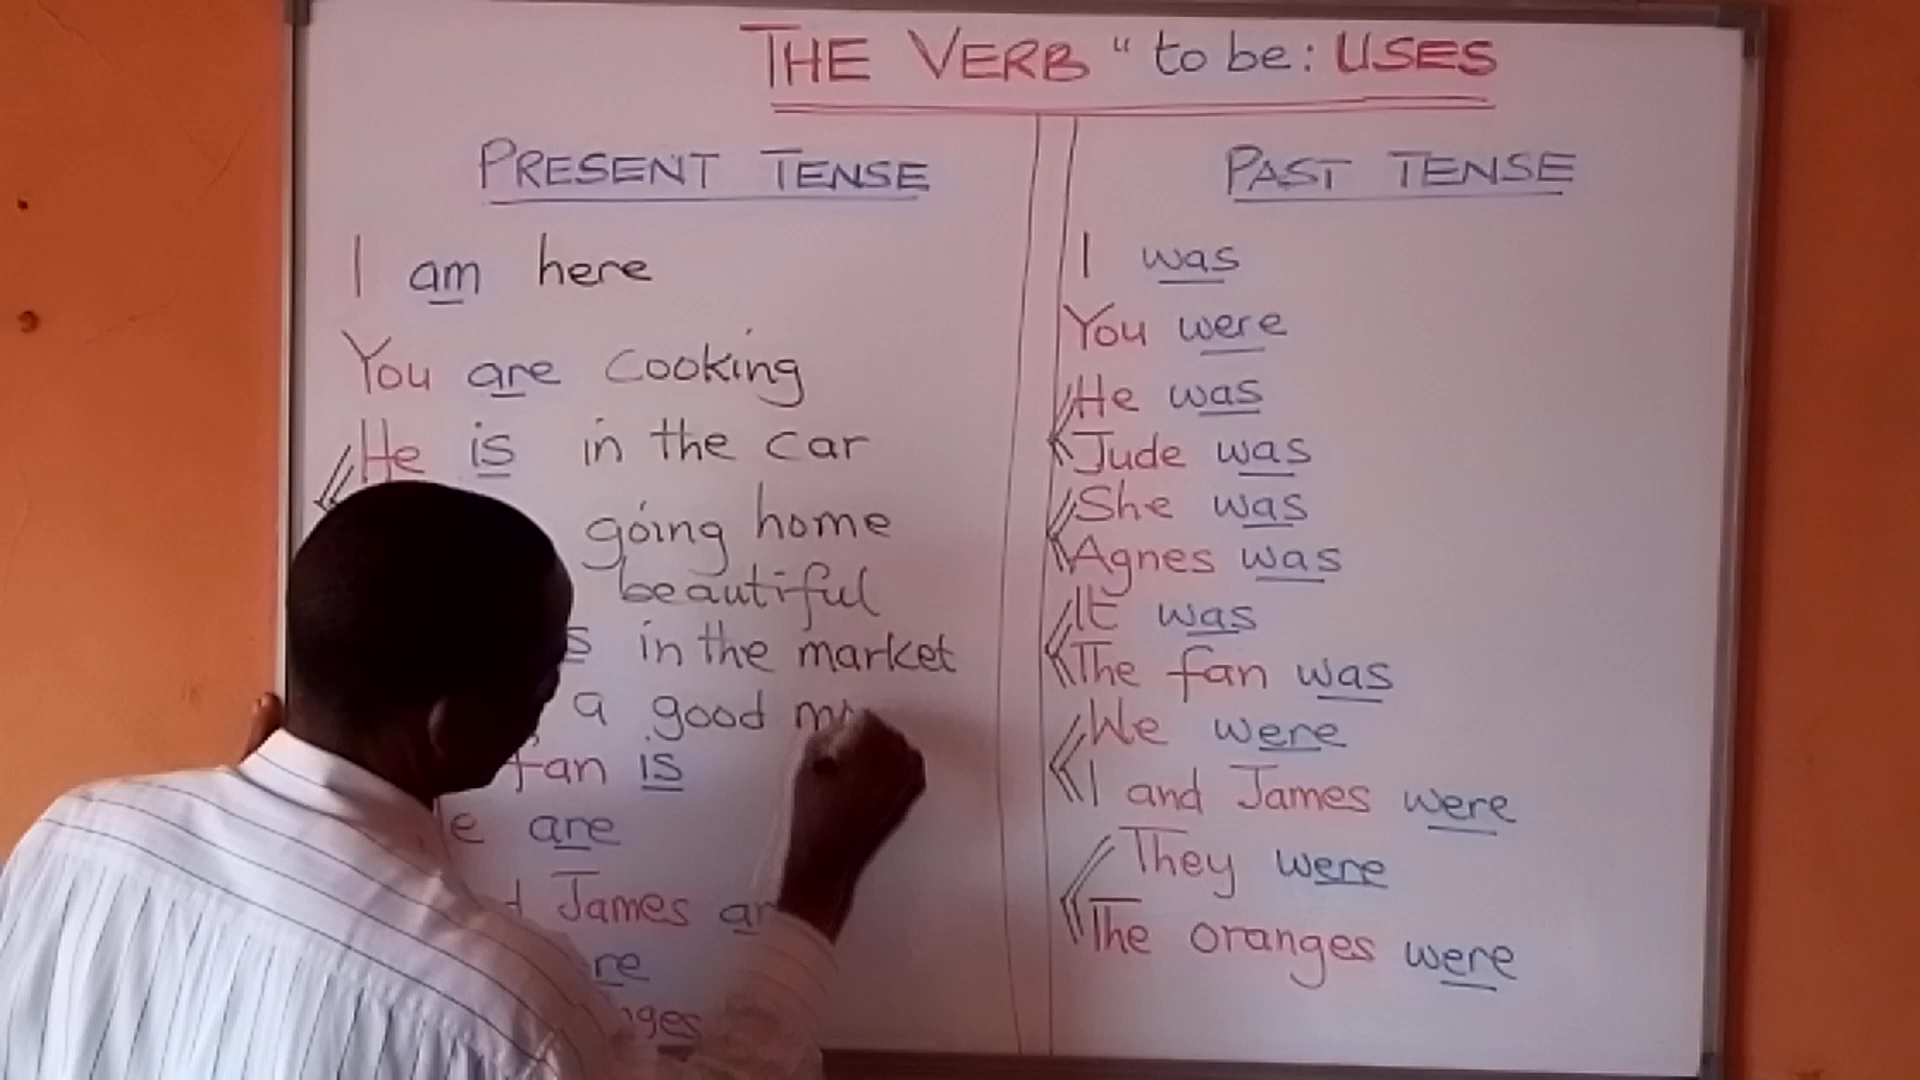 THE VERB " to be: USES
PRESENT TENSE
I am here
You are cooking
He is in the car
going home
beautiful
in the market
a good
fan is
are
James
PAST TENSE
I was
You were
He was
Jude was
She was
Agnes was
It was
The fan was
We were
I and James were
They were
The oranges were